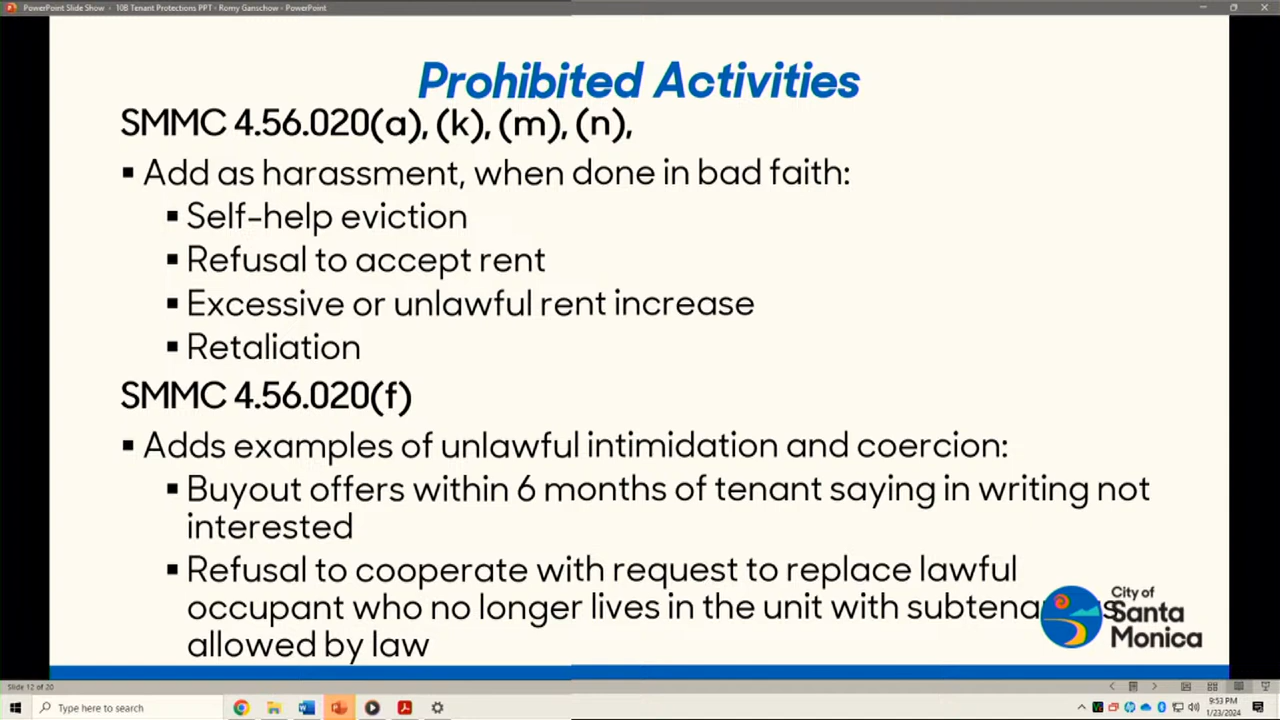 PowerPoint Slide Show - 10B Tenant Protections PPT - Romy Ganschow - PowerPoint
Prohibited Activities
SMMC 4.56.020(a), (k), (m), (n),
▪ Add as harassment, when done in bad faith:
▪ Self-help eviction
▪ Refusal to accept rent
▪ Excessive or unlawful rent increase
▪ Retaliation
SMMC 4.56.020(f)
▪ Adds examples of unlawful intimidation and coercion:
▪ Buyout offers within 6 months of tenant saying in writing not
interested
▪ Refusal to cooperate with request to replace lawful
occupant who no longer lives in the unit with
allowed by law
City of
Santa
Monica
Slide 12 of 20
Type here to search
9:53 PM
1/23/2024